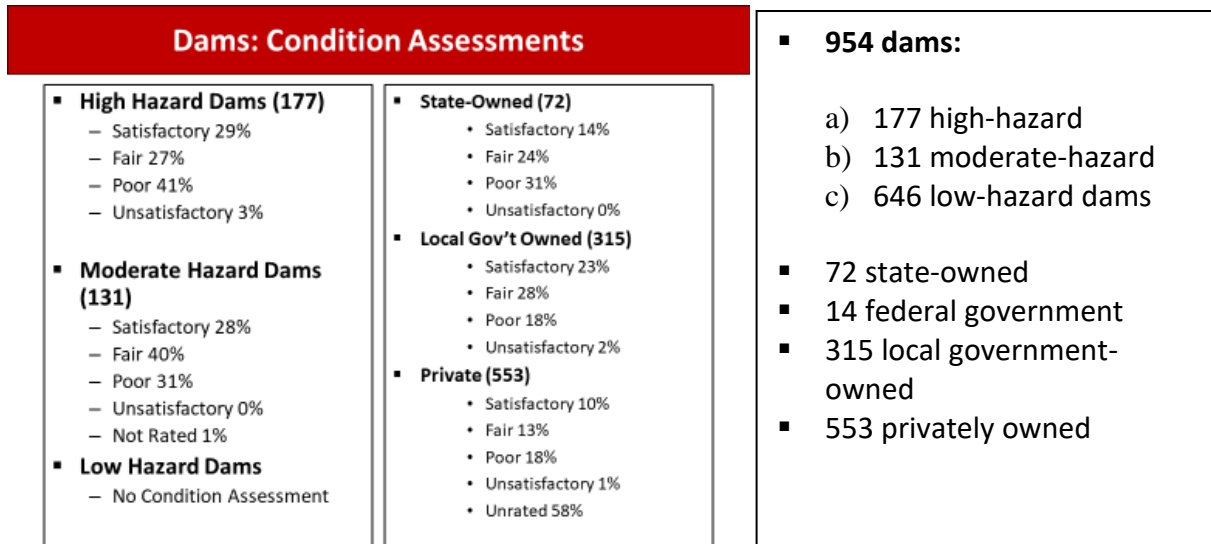 Dams: Condition Assessments
▪ High Hazard Dams (177)
– Satisfactory 29%
– Fair 27%
– Poor 41%
– Unsatisfactory 3%
▪ Moderate Hazard Dams
(131)
– Satisfactory 28%
– Fair 40%
– Poor 31%
– Unsatisfactory 0%
– Not Rated 1%
▪ Low Hazard Dams
– No Condition Assessment
▪ State-Owned (72)
• Satisfactory 14%
• Fair 24%
• Poor 31%
• Unsatisfactory 0%
▪ Local Gov't Owned (315)
• Satisfactory 23%
• Fair 28%
• Poor 18%
• Unsatisfactory 2%
▪ Private (553)
• Satisfactory 10%
• Fair 13%
• Poor 18%
• Unsatisfactory 1%
• Unrated 58%
▪ 954 dams:
a) 177 high-hazard
b) 131 moderate-hazard
c) 646 low-hazard dams
▪ 72 state-owned
▪ 14 federal government
▪ 315 local government-
owned
▪ 553 privately owned